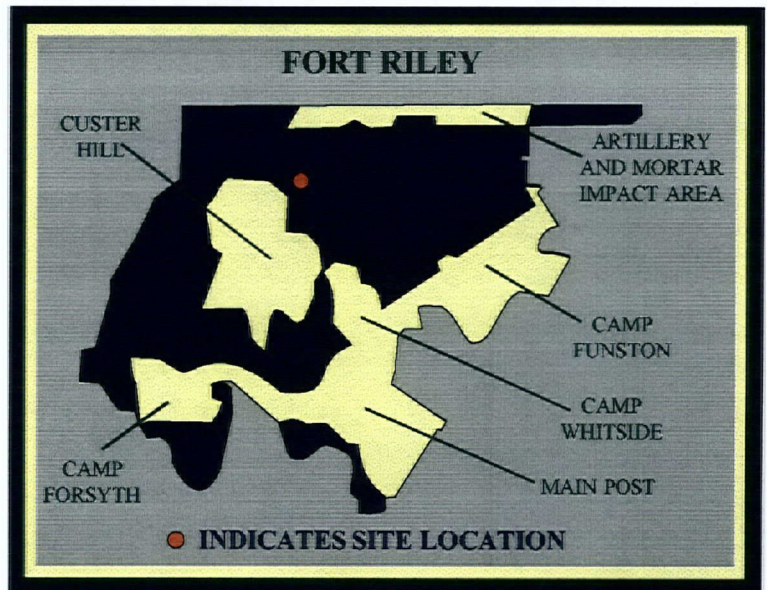 FORT RILEY
CUSTER
HILL
ARTILLERY
AND MORTAR
IMPACT AREA
CAMP
FUNSTON
CAMP
WHITSIDE
CAMP
FORSYTH
MAIN POST
INDICATES SITE LOCATION